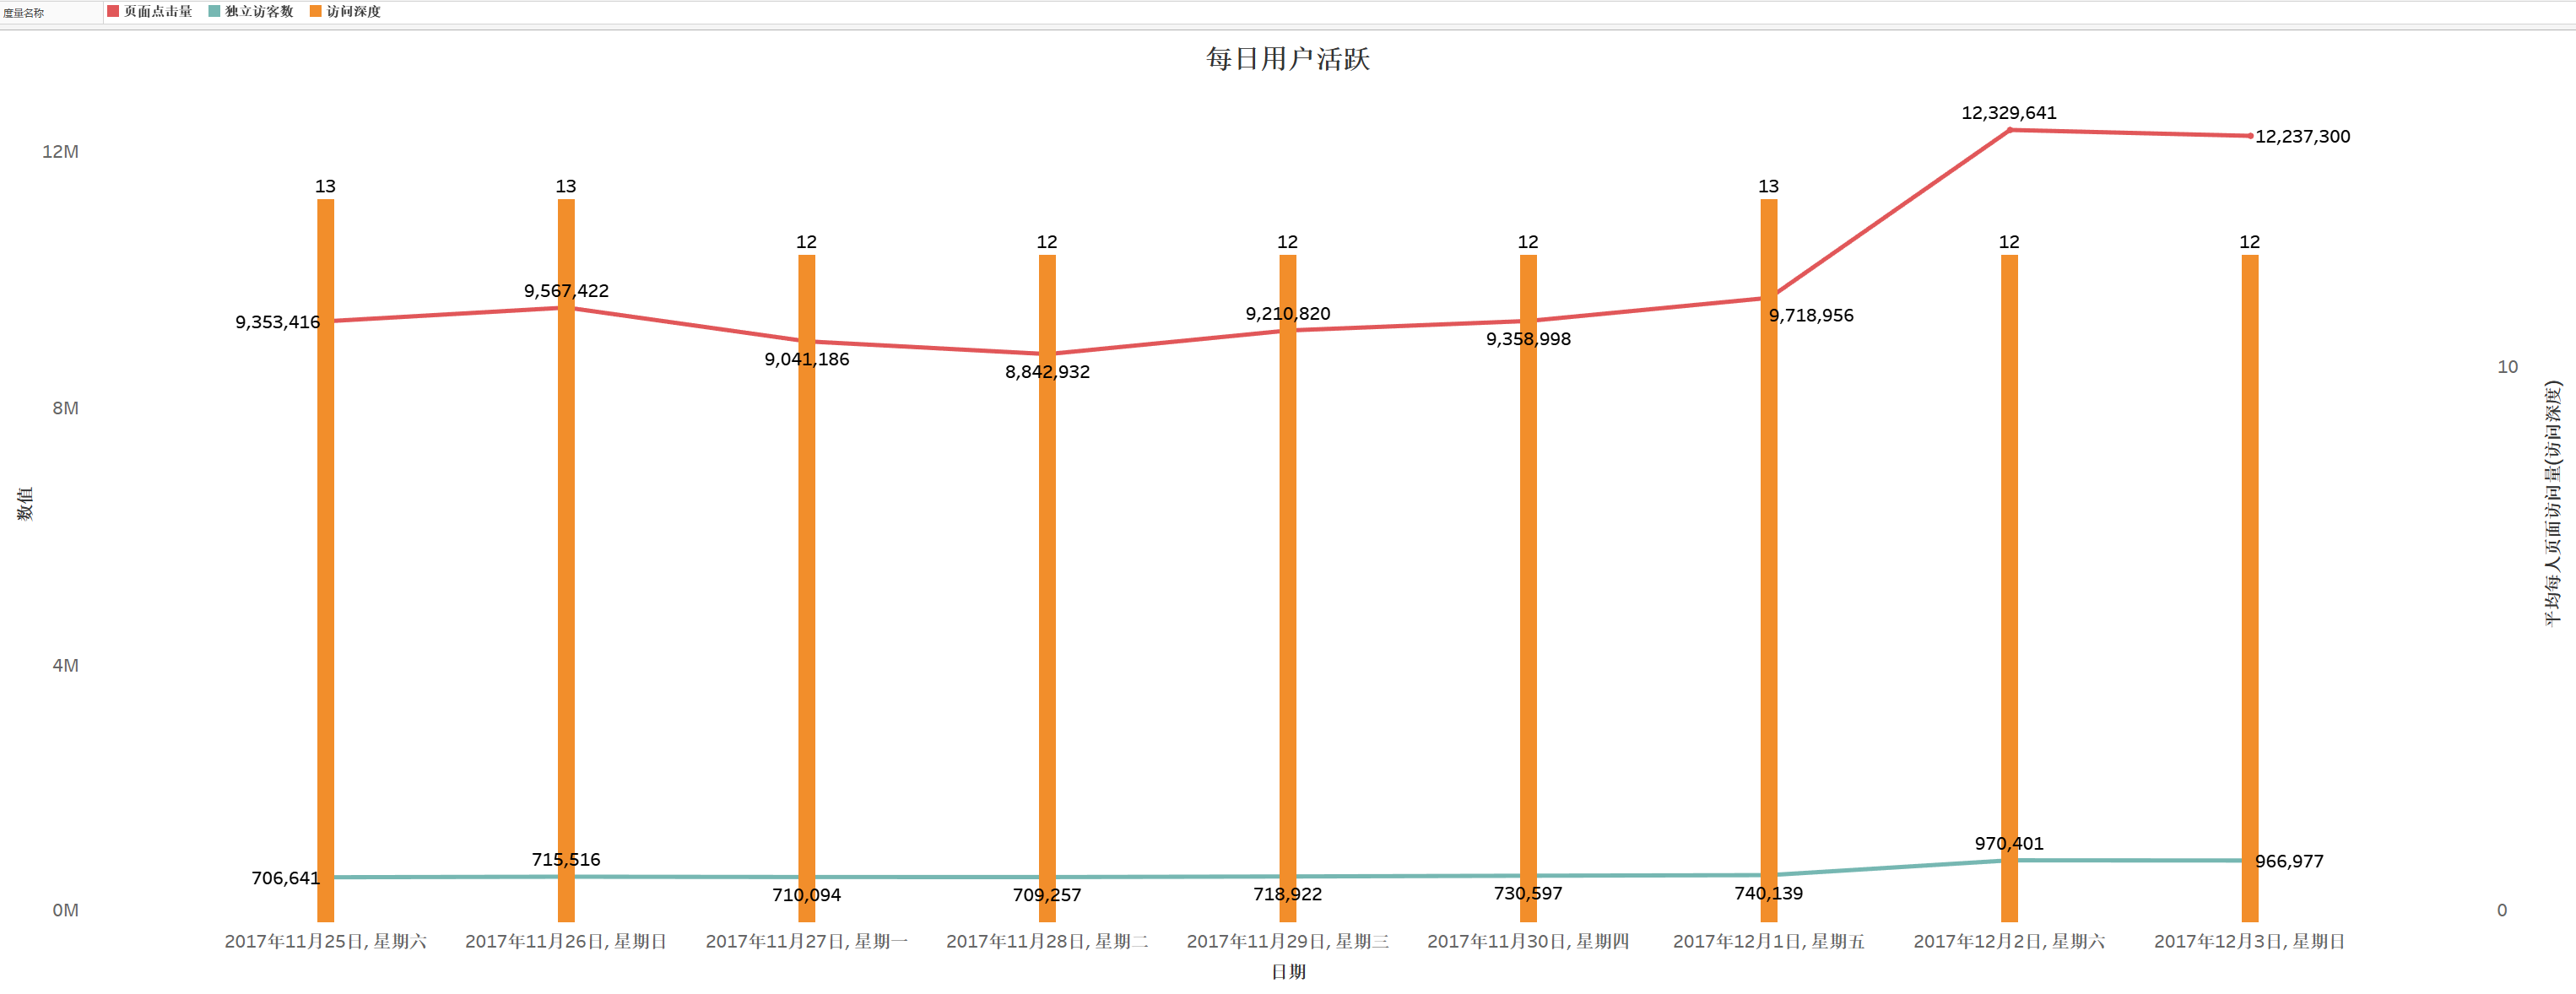 度量名称 页面点击量 独立访客数 访问深度
每日用户活跃
12,329,641
12M 12,237,300
13 13 13
12 12 12 12 12 12
9,567,422
9,353,416 9,210,820 9,718,956
9,041,186 9,358,998
8,842,932
10
8M
平均每人页面访问量(访问深度)
数值
4M
970,401
715,516 966,977
706,641
710,094 709,257 718,922 730,597 740,139
0M 0
2017年11月25日, 星期六 2017年11月26日, 星期日 2017年11月27日, 星期一 2017年11月28日, 星期二 2017年11月29日, 星期三 2017年11月30日, 星期四 2017年12月1日, 星期五 2017年12月2日, 星期六 2017年12月3日, 星期日
日期